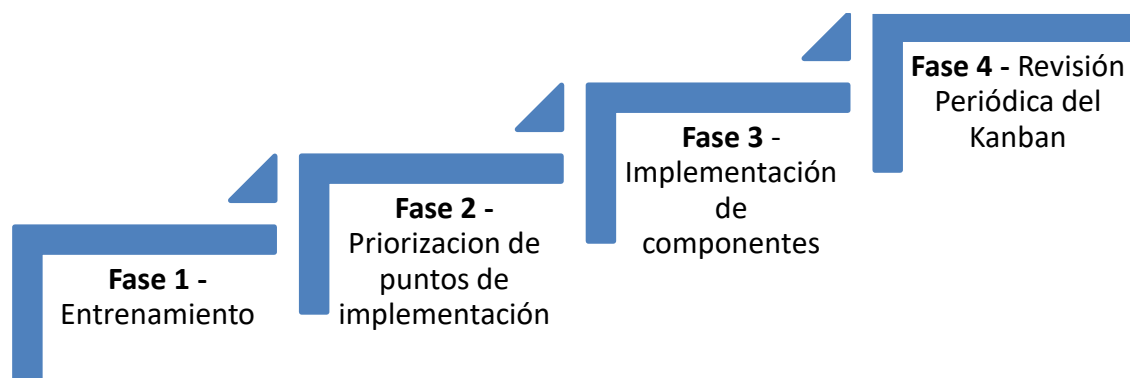 Fase 1 -
Entrenamiento
Fase 2 -
Priorizacion de
puntos de
implementación
Fase 3 -
Implementación
de
componentes
Fase 4 - Revisión
Periódica del
Kanban